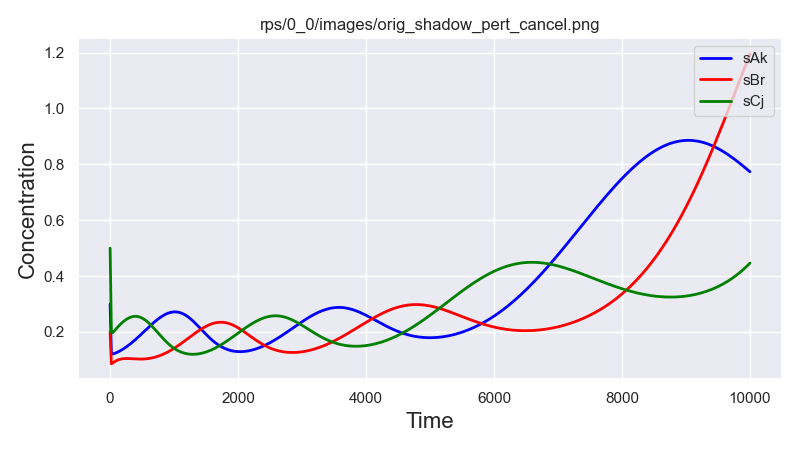 rps/0_0/images/orig_shadow_pert_cancel.png
1.2
1.0
0.8
0.6
0.4
0.2
Concentration
sAk
sBr
sCj
0
2000
4000
6000
8000
10000
Time